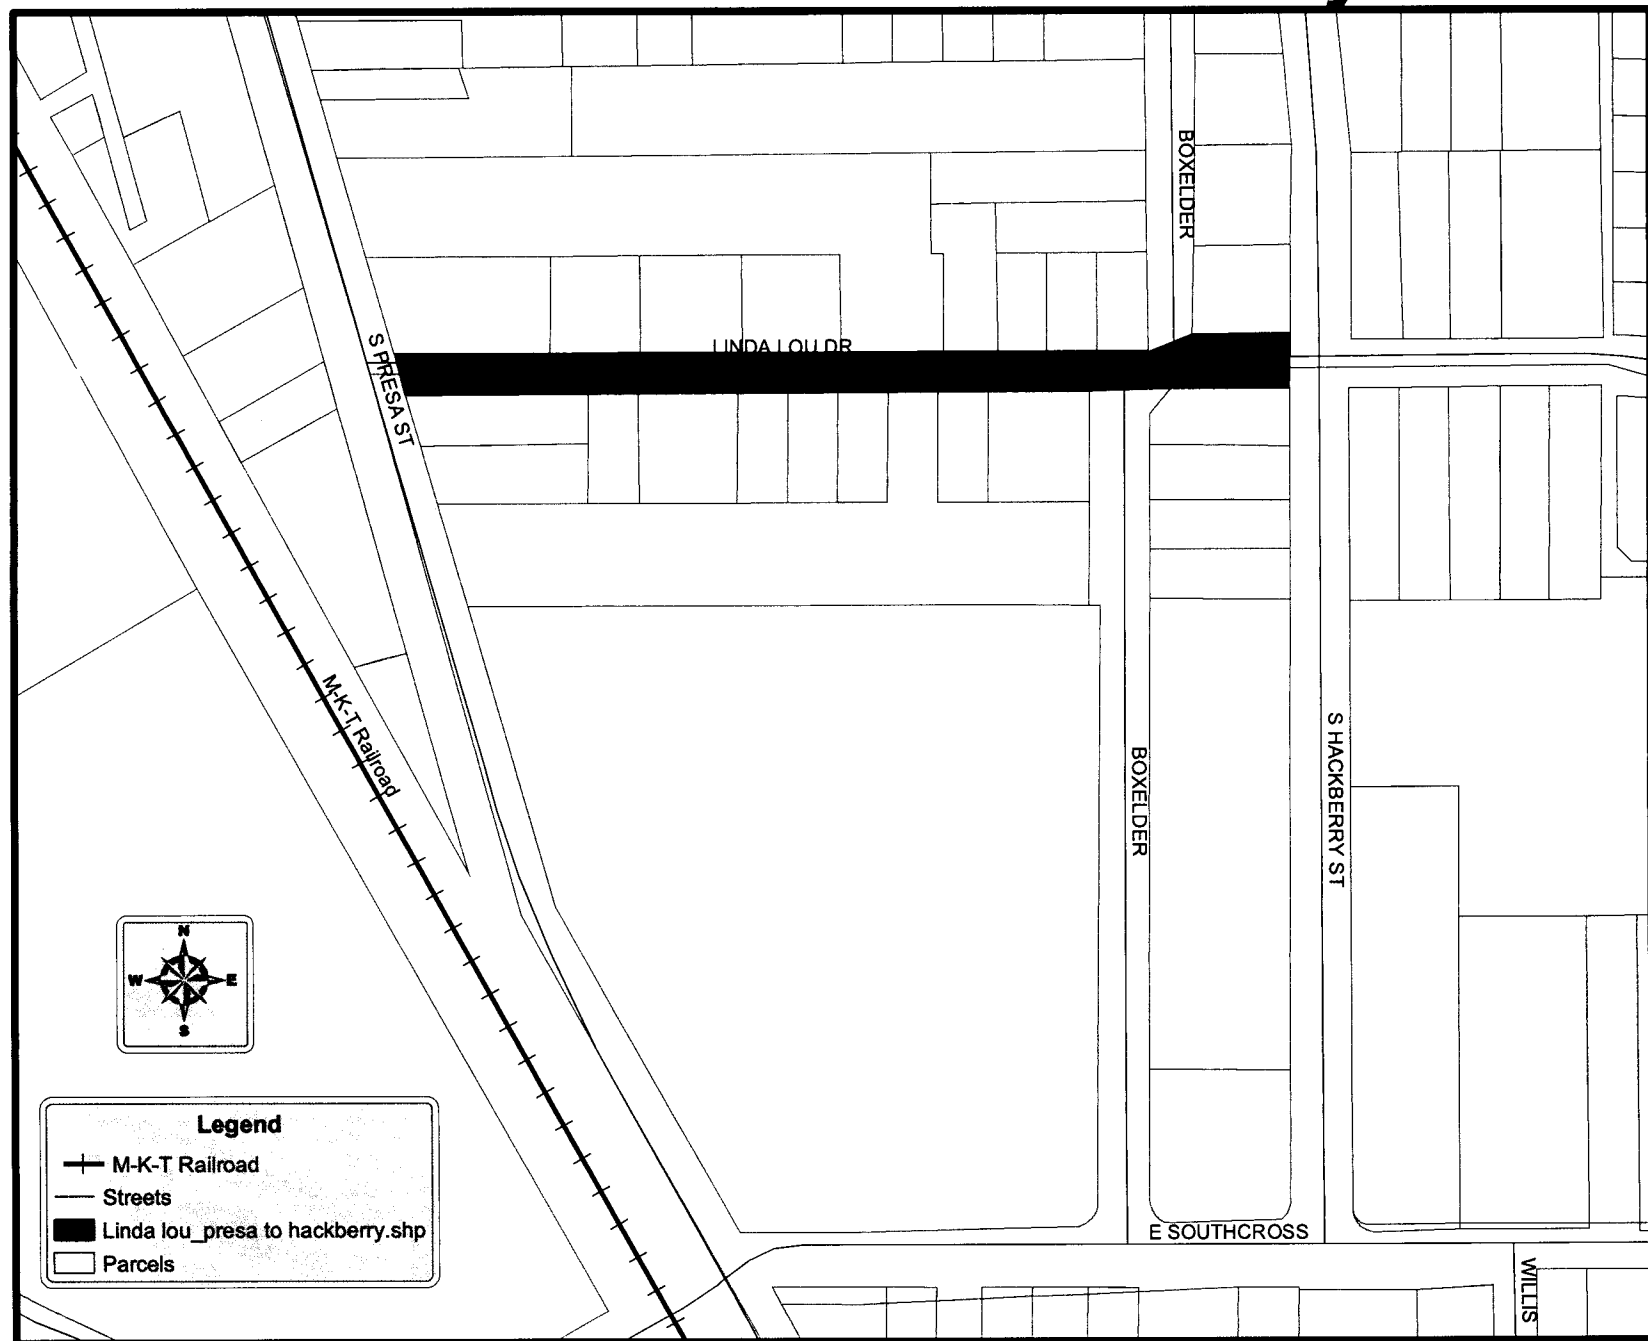 BOXELDER
S PRESA ST
LINDA LOU DR
M-K-T Railroad
BOXELDER
S HACKBERRY ST
N
W E
S
Legend
M-K-T Railroad
Streets
Linda lou_presa to hackberry.shp
Parcels
E SOUTHCROSS
WILLIS